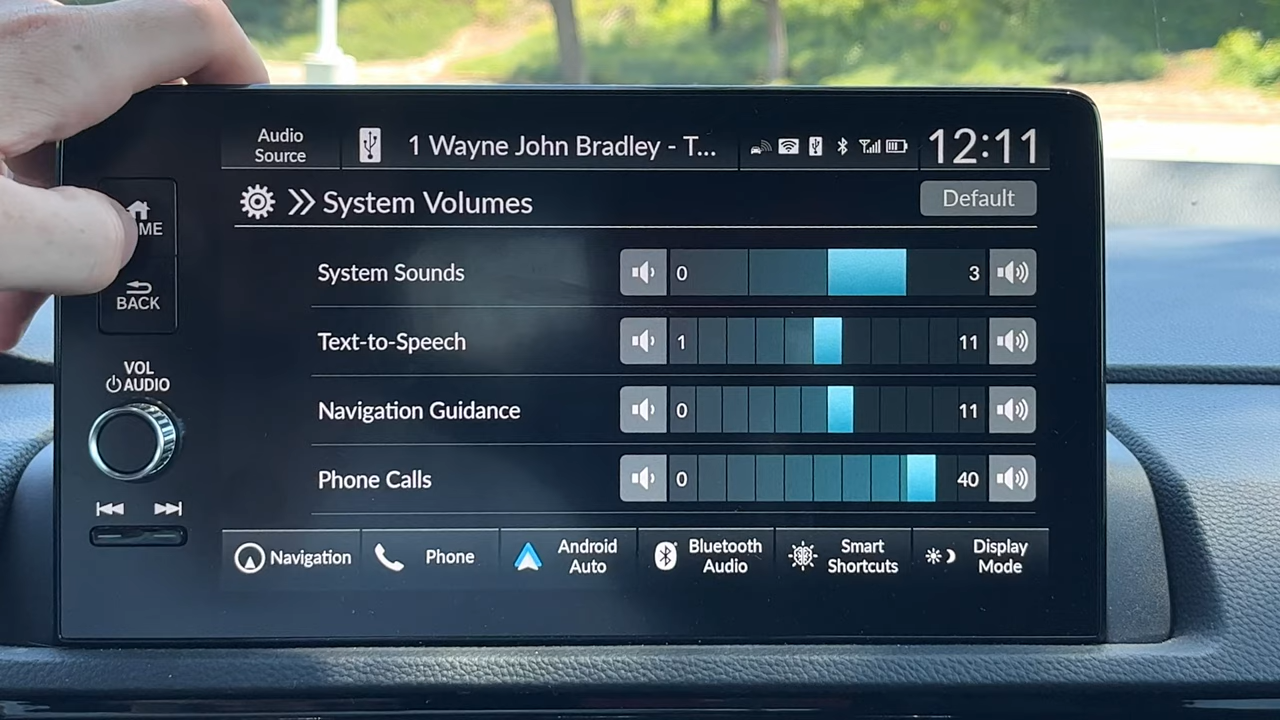 Audio
Source
1 Wayne John Bradley - T...
12:11
System Volumes
Default
ME
BACK
VOL
AUDIO
System Sounds
0
3
Text-to-Speech
1
11
Navigation Guidance
0
11
Phone Calls
0
40
Navigation
Phone
Android
Auto
Bluetooth
Audio
Smart
Shortcuts
Display
Mode